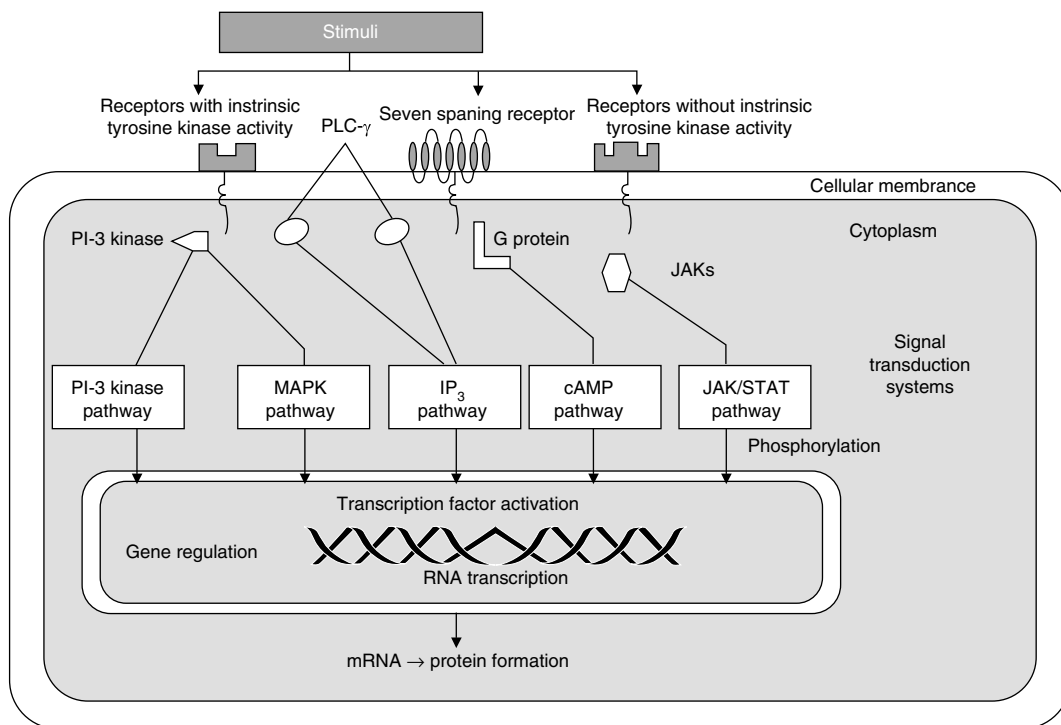 Stimuli
Receptors with instrinsic
tyrosine kinase activity
PLC-γ
Seven spaning receptor
Receptors without instrinsic
tyrosine kinase activity
Cellular membrance
Cytoplasm
PI-3 kinase
G protein
JAKs
Signal
transduction
systems
PI-3 kinase
pathway
MAPK
pathway
IP3
pathway
cAMP
pathway
JAK/STAT
pathway
Phosphorylation
Transcription factor activation
Gene regulation
RNA transcription
mRNA → protein formation